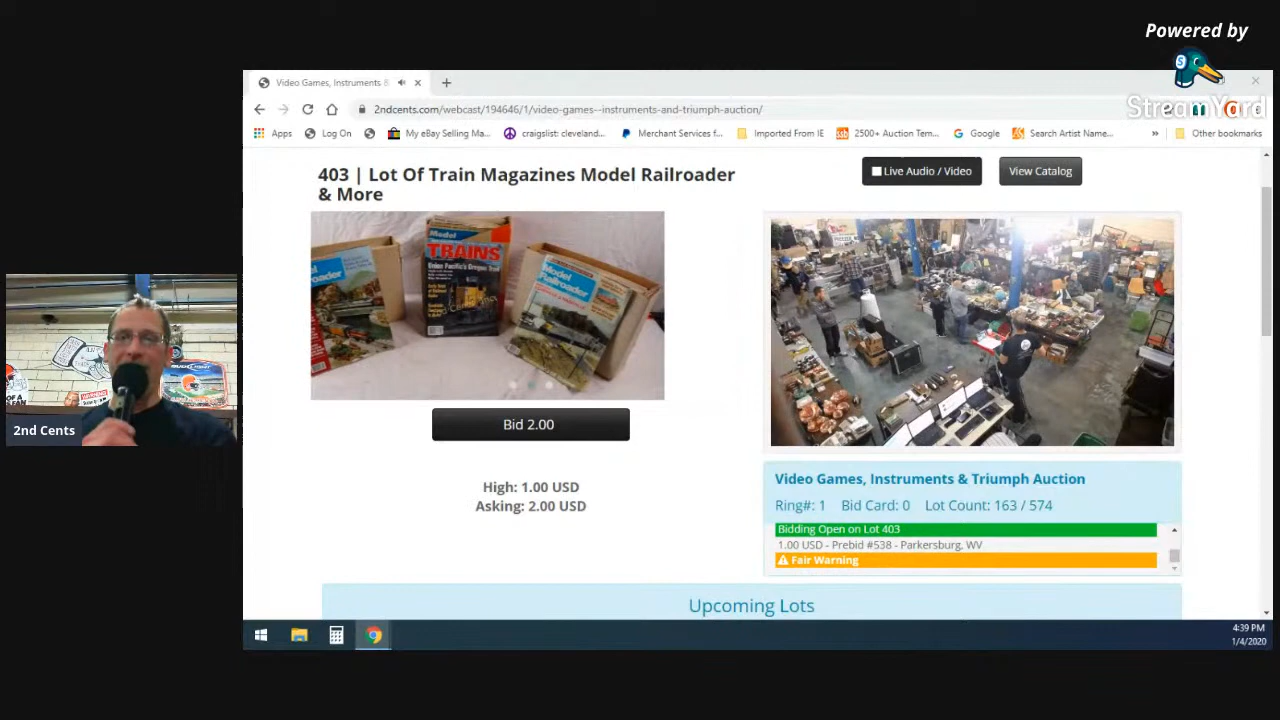 Powered by
StreamYard
Video Games, Instruments &
2ndcents.com/webcast/194646/1/video-games--instruments-and-triumph-auction/
Apps
Log On
My eBay Selling Ma...
craigslist: cleveland...
Merchant Services f...
Imported From IE
2500+ Auction Tem...
Google
Search Artist Name...
»
Other bookmarks
403 | Lot Of Train Magazines Model Railroader
& More
Live Audio / Video
View Catalog
Model
TRAINS
Model
Railroader
Bid 2.00
High: 1.00 USD
Asking: 2.00 USD
Video Games, Instruments & Triumph Auction
Ring#: 1 Bid Card: 0 Lot Count: 163 / 574
Bidding Open on Lot 403
1.00 USD - Prebid #538 - Parkersburg, WV
Fair Warning
Upcoming Lots
2nd Cents
4:39 PM
1/4/2020